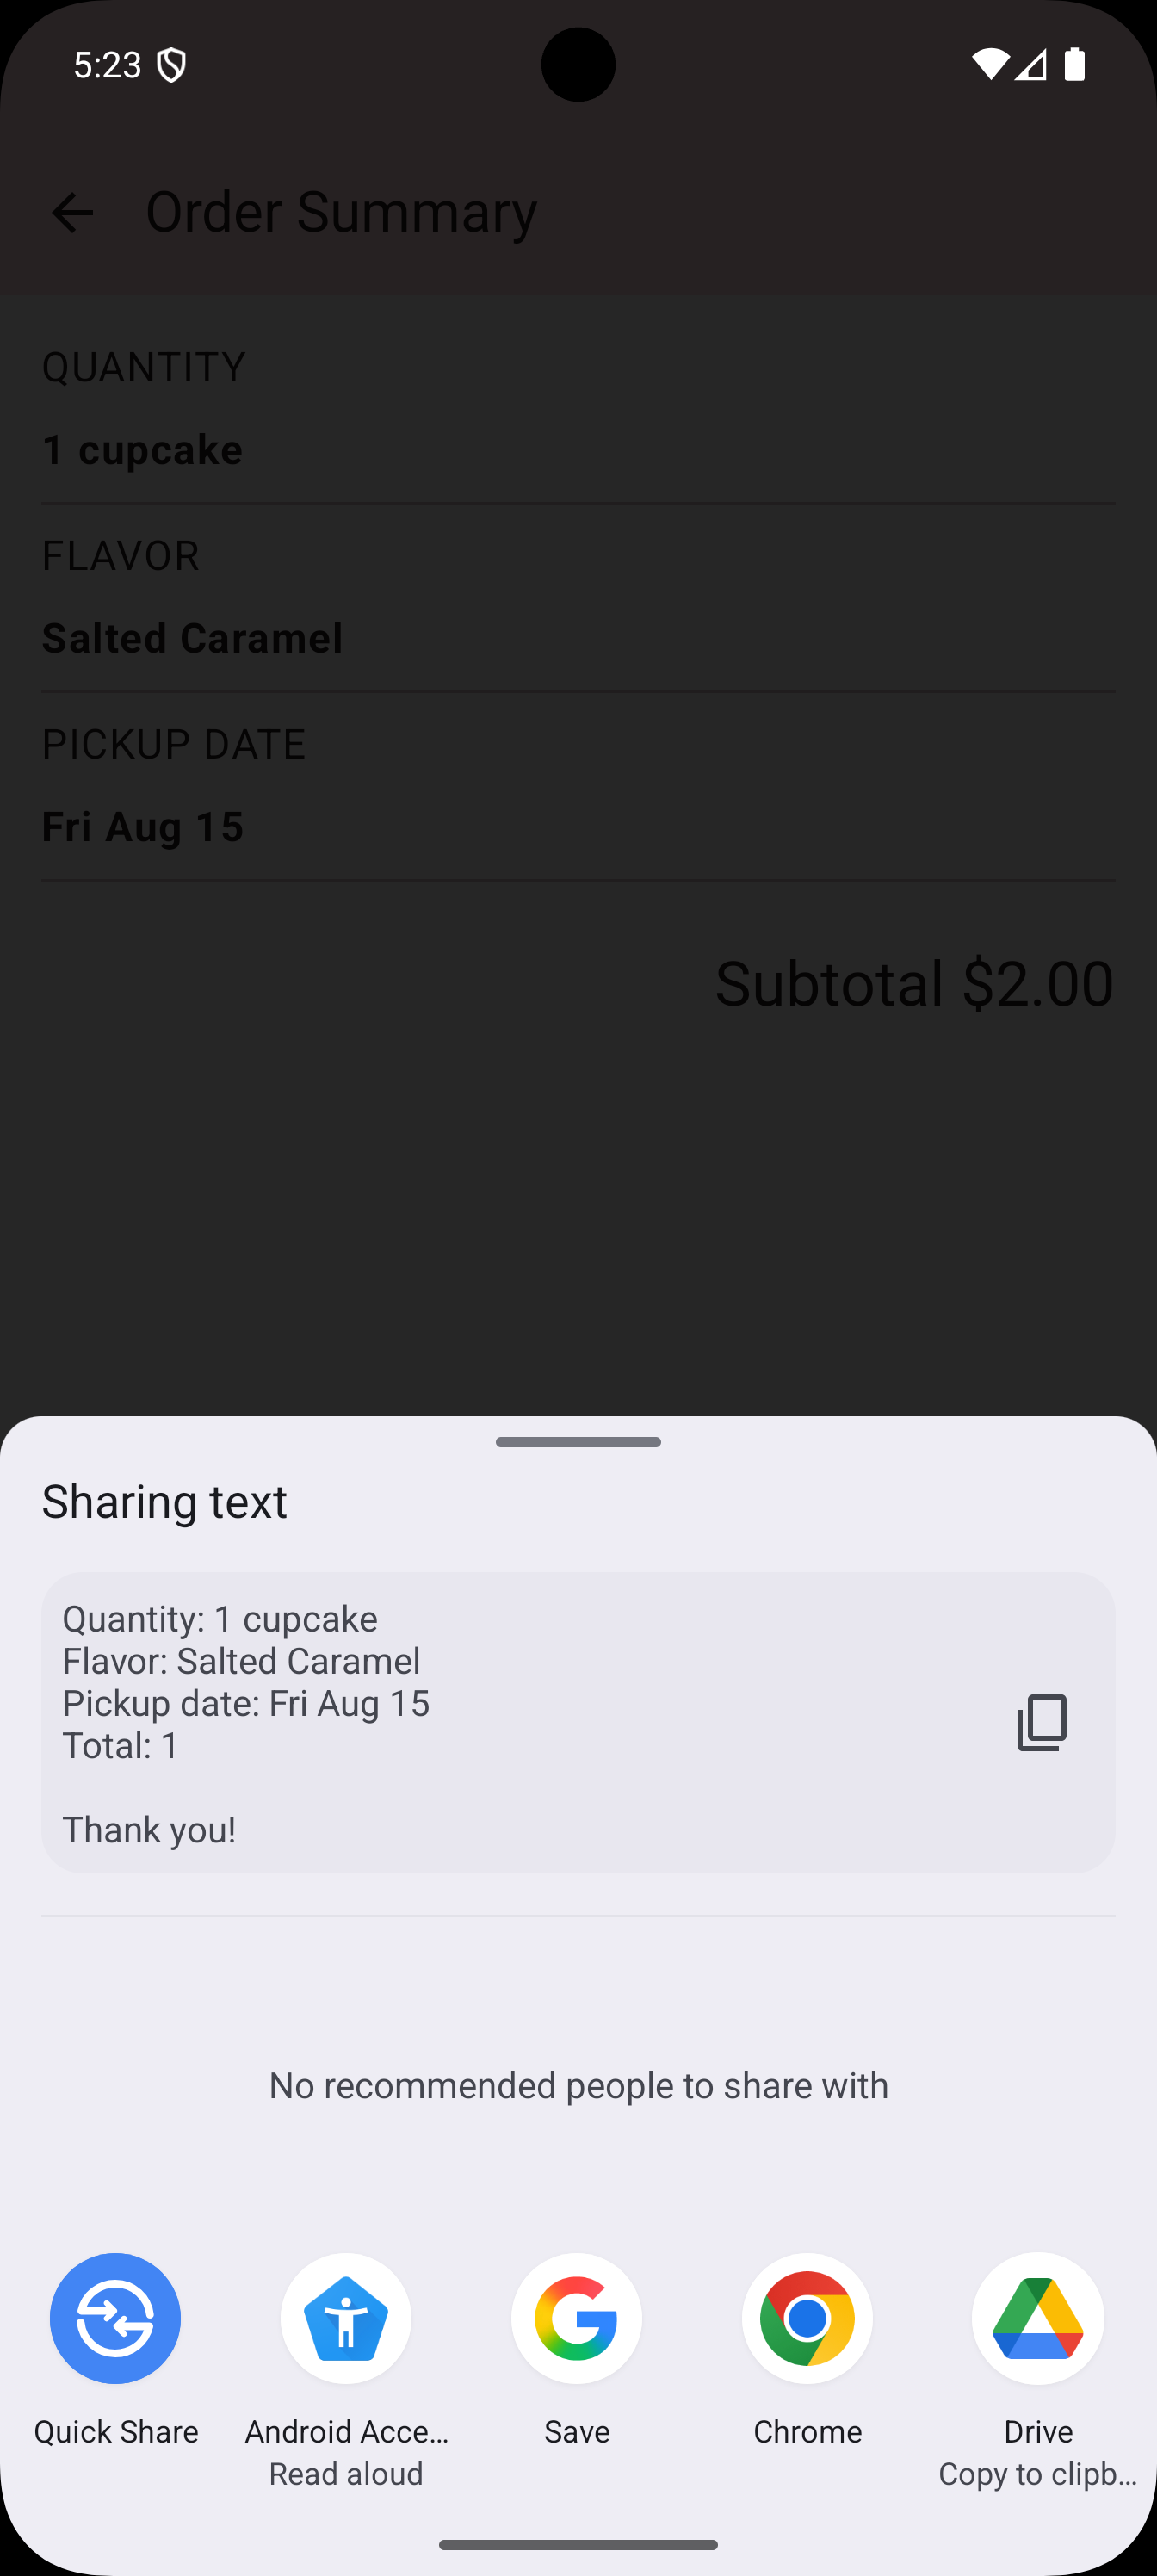 5:23
Order Summary
QUANTITY
1 cupcake
FLAVOR
Salted Caramel
PICKUP DATE
Fri Aug 15
Subtotal $2.00
Sharing text
Quantity: 1 cupcake
Flavor: Salted Caramel
Pickup date: Fri Aug 15
Total: 1
Thank you!
No recommended people to share with
Quick Share
Android Acce...
Save
Chrome
Drive
Read aloud
Copy to clipb...